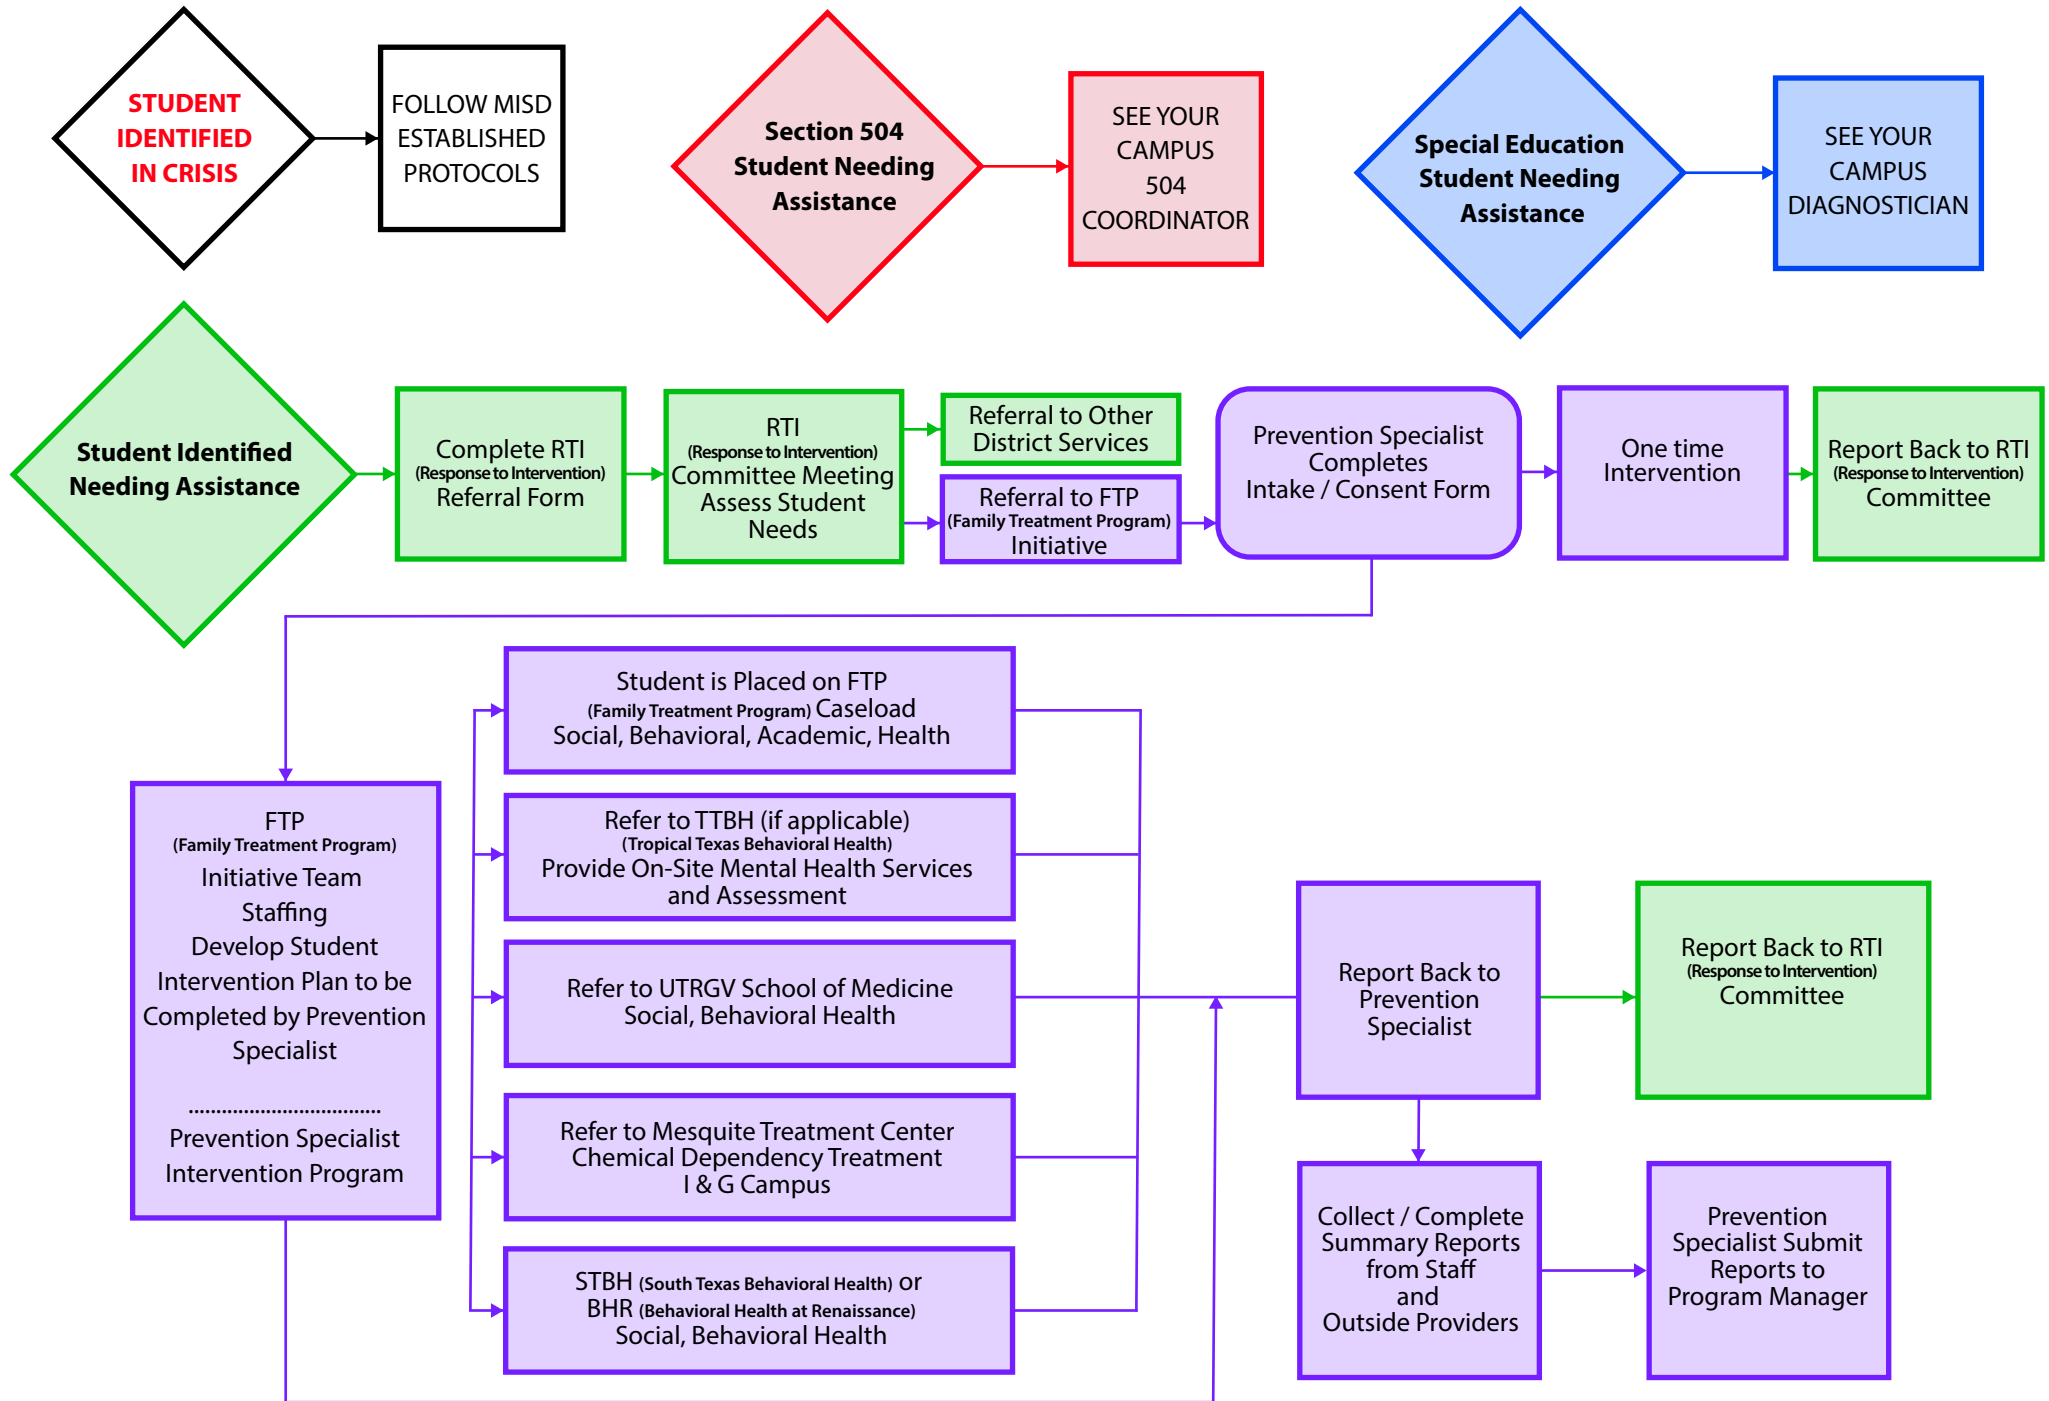 STUDENT
IDENTIFIED
IN CRISIS
FOLLOW MISD
ESTABLISHED
PROTOCOLS
Section 504
Student Needing
Assistance
SEE YOUR
CAMPUS
504
COORDINATOR
Special Education
Student Needing
Assistance
SEE YOUR
CAMPUS
DIAGNOSTICIAN
Student Identified
Needing Assistance
Complete RTI
(Response to Intervention)
Referral Form
RTI
(Response to Intervention)
Committee Meeting
Assess Student
Needs
Referral to Other
District Services
Referral to FTP
(Family Treatment Program)
Initiative
Prevention Specialist
Completes
Intake / Consent Form
One time
Intervention
Report Back to RTI
(Response to Intervention)
Committee
FTP
(Family Treatment Program)
Initiative Team
Staffing
Develop Student
Intervention Plan to be
Completed by Prevention
Specialist
...................................
Prevention Specialist
Intervention Program
Student is Placed on FTP
(Family Treatment Program) Caseload
Social, Behavioral, Academic, Health
Refer to TTBH (if applicable)
(Tropical Texas Behavioral Health)
Provide On-Site Mental Health Services
and Assessment
Refer to UTRGV School of Medicine
Social, Behavioral Health
Refer to Mesquite Treatment Center
Chemical Dependency Treatment
I & G Campus
STBH (South Texas Behavioral Health) or
BHR (Behavioral Health at Renaissance)
Social, Behavioral Health
Report Back to
Prevention
Specialist
Report Back to RTI
(Response to Intervention)
Committee
Collect / Complete
Summary Reports
from Staff
and
Outside Providers
Prevention
Specialist Submit
Reports to
Program Manager